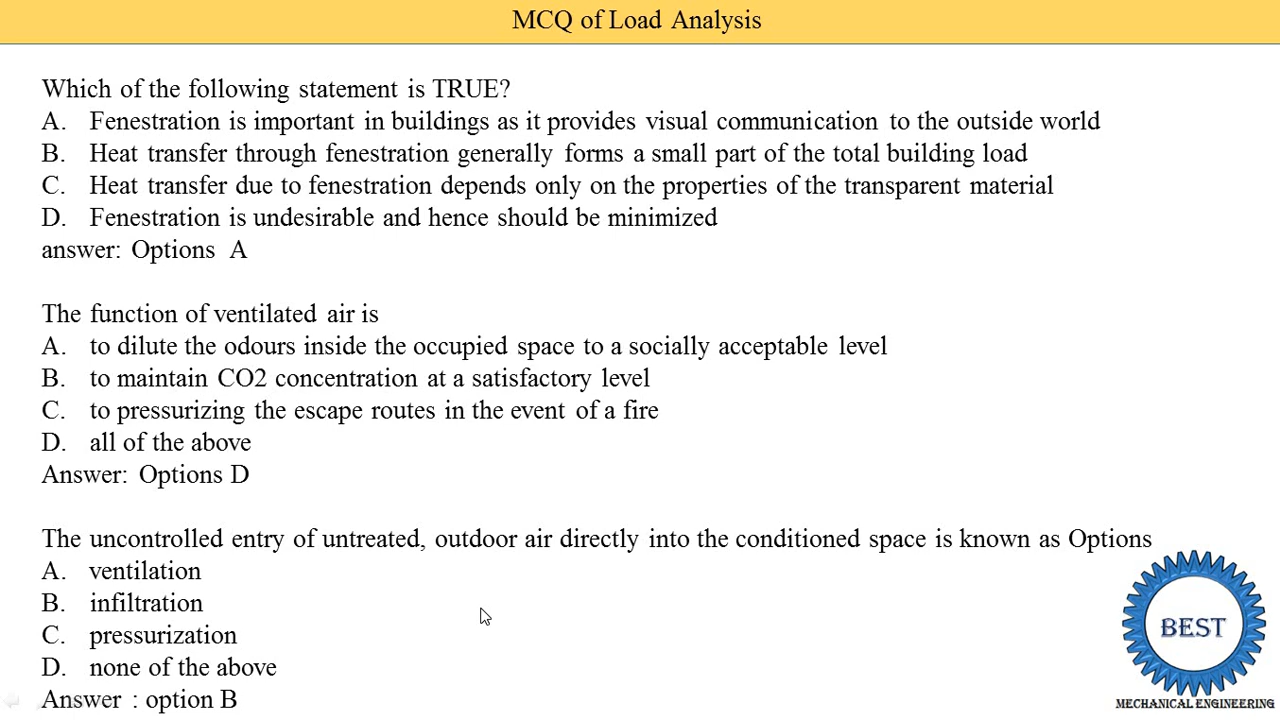 MCQ of Load Analysis
Which of the following statement is TRUE?
A. Fenestration is important in buildings as it provides visual communication to the outside world
B. Heat transfer through fenestration generally forms a small part of the total building load
C. Heat transfer due to fenestration depends only on the properties of the transparent material
D. Fenestration is undesirable and hence should be minimized
answer: Options A
The function of ventilated air is
A. to dilute the odours inside the occupied space to a socially acceptable level
B. to maintain CO2 concentration at a satisfactory level
C. to pressurizing the escape routes in the event of a fire
D. all of the above
Answer: Options D
The uncontrolled entry of untreated, outdoor air directly into the conditioned space is known as Options
A. ventilation
B. infiltration
C. pressurization
D. none of the above
Answer : option B
BEST
MECHANICAL ENGINEERING